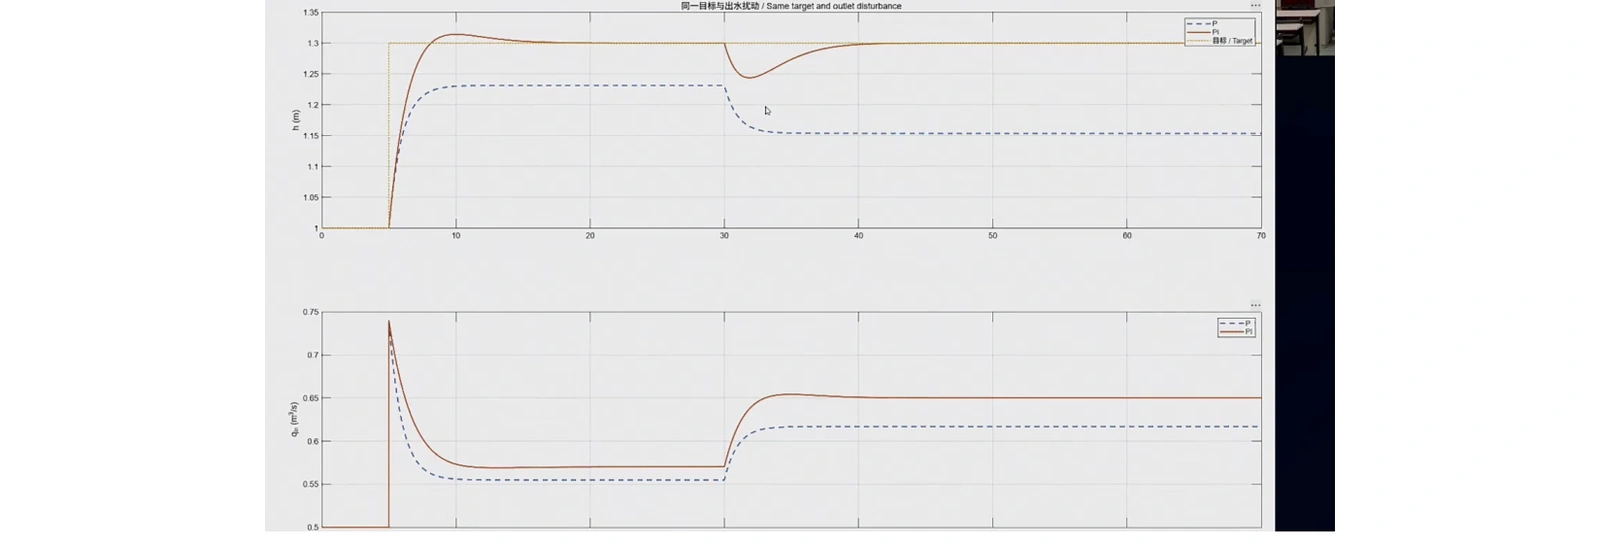 同一目标与出水扰动 / Same target and outlet disturbance
1.35
1.3
1.25
1.2
1.15
1.1
1.05
1
h (m)
0
10
20
30
40
50
60
70
P
PI
目标 / Target
0.75
0.7
0.65
0.6
0.55
0.5
qᵢₙ (m³/s)
P
PI